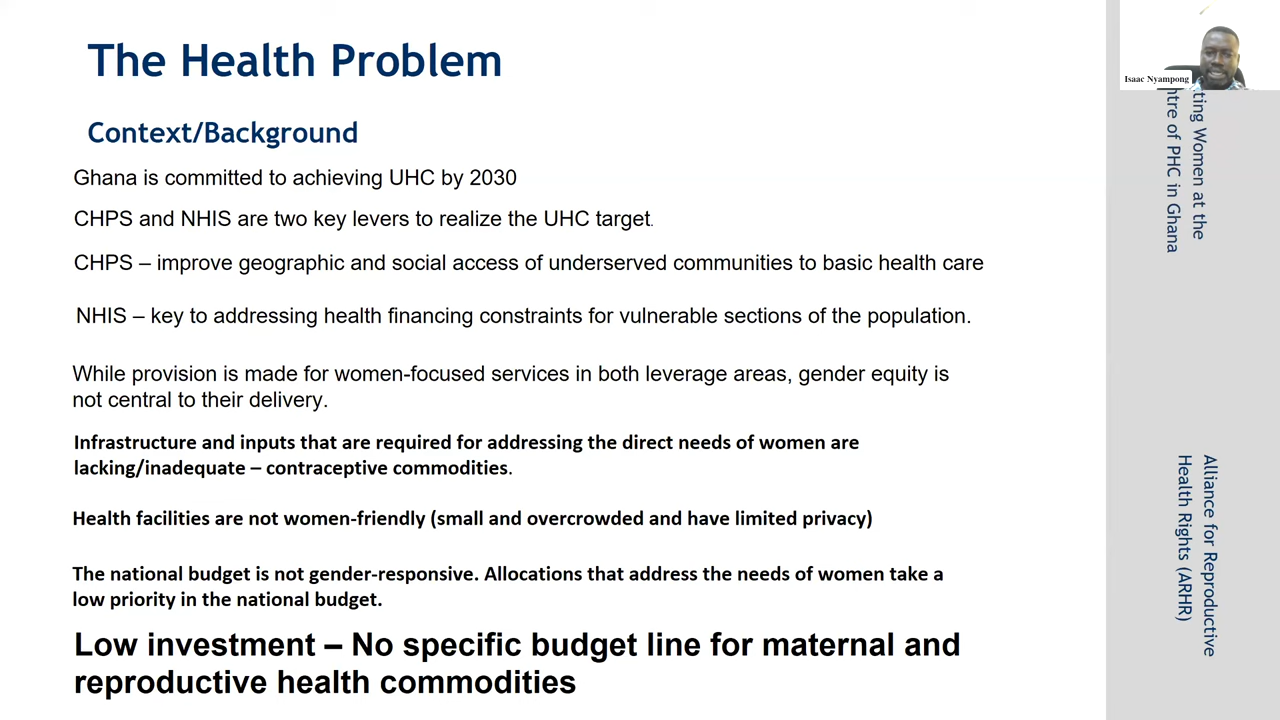 The Health Problem
Context/Background
Ghana is committed to achieving UHC by 2030
CHPS and NHIS are two key levers to realize the UHC target.
CHPS – improve geographic and social access of underserved communities to basic health care
NHIS – key to addressing health financing constraints for vulnerable sections of the population.
While provision is made for women-focused services in both leverage areas, gender equity is
not central to their delivery.
Infrastructure and inputs that are required for addressing the direct needs of women are
lacking/inadequate – contraceptive commodities.
Health facilities are not women-friendly (small and overcrowded and have limited privacy)
The national budget is not gender-responsive. Allocations that address the needs of women take a
low priority in the national budget.
Low investment – No specific budget line for maternal and
reproductive health commodities
Isaac Nyampong
Women at the
of PHC in Ghana
Alliance for Reproductive
Health Rights (ARHR)